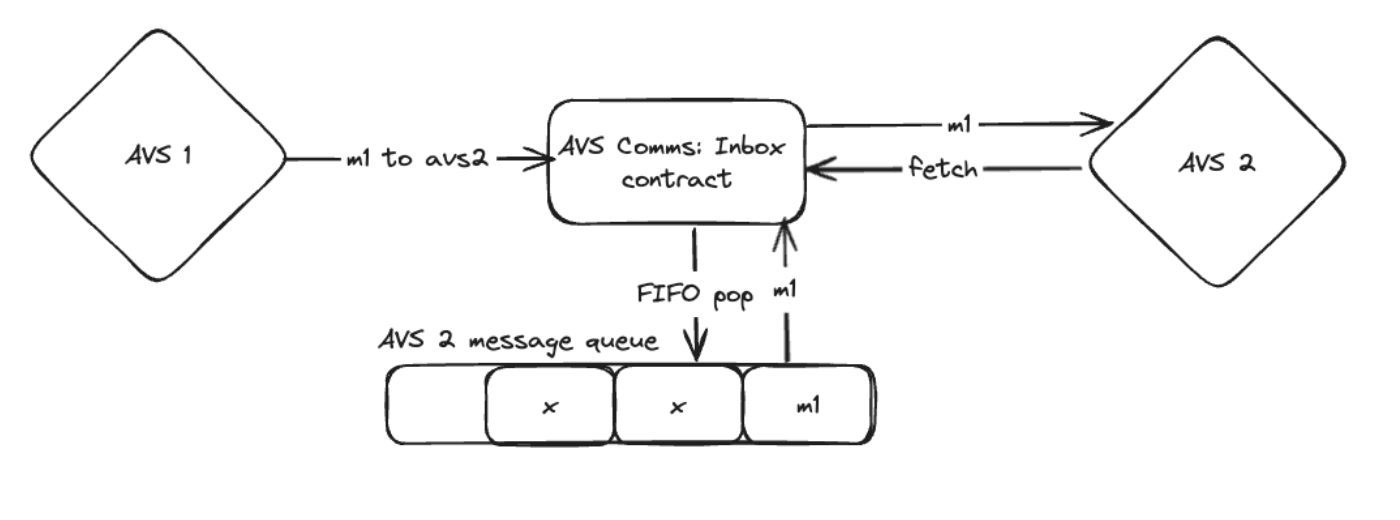 AVS 1
m1 to avs2
AVS Comms: Inbox
contract
m1
fetch
AVS 2
FIFO pop
m1
AVS 2 message queue
x
x
m1